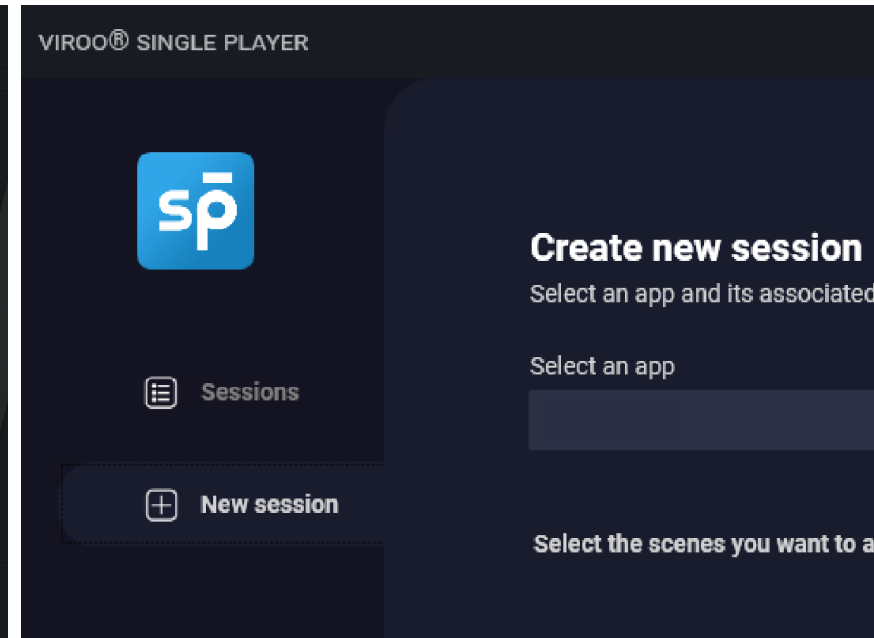 VIROO® SINGLE PLAYER
sp̄
Create new session
Select an app and its associated
Select an app
Sessions
New session
Select the scenes you want to a